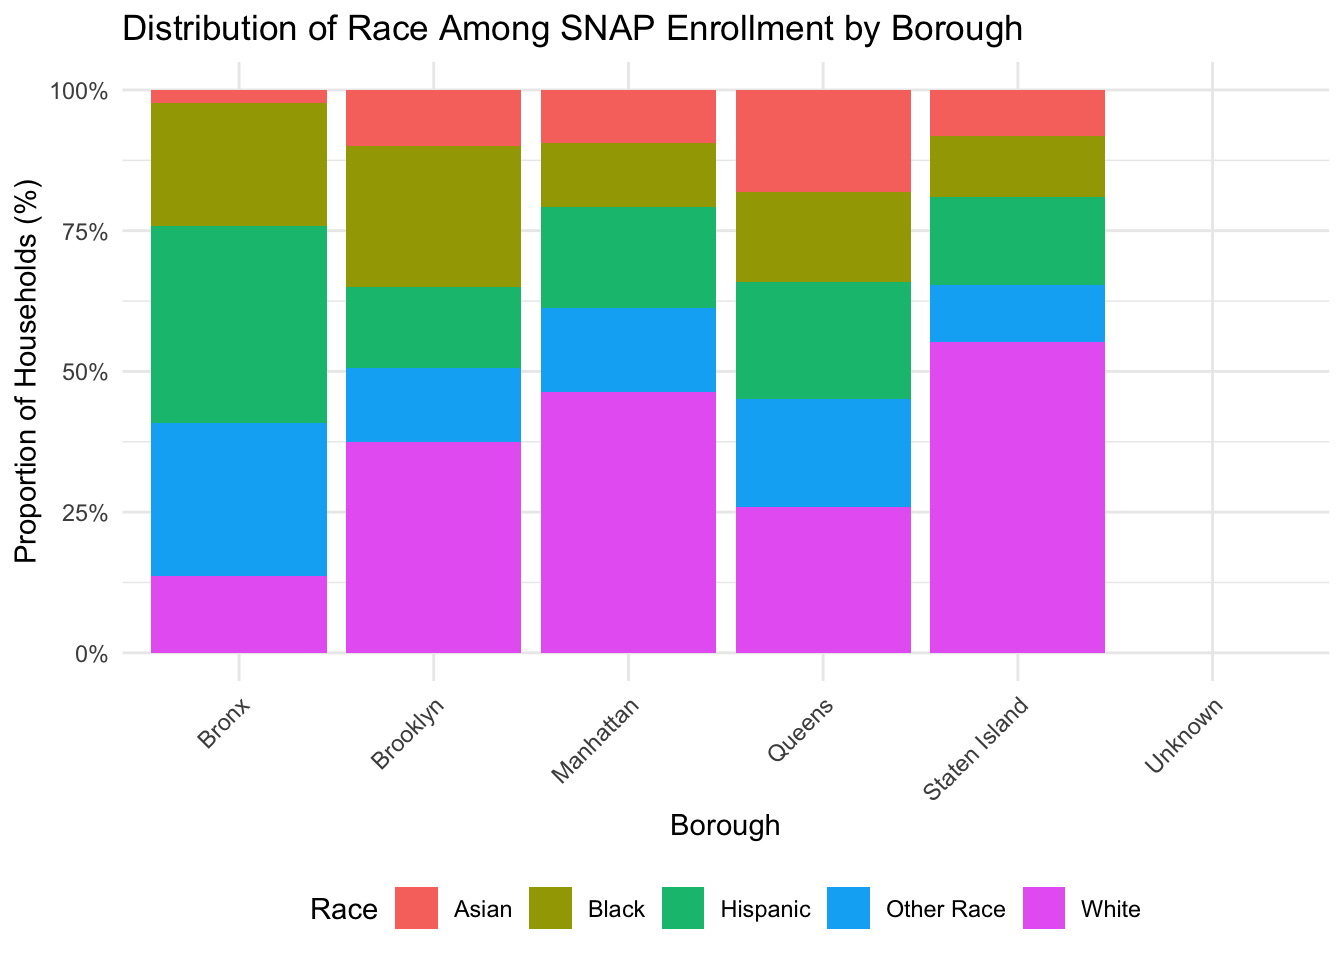 Distribution of Race Among SNAP Enrollment by Borough
Proportion of Households (%)
100%
75%
50%
25%
0%
Bronx
Brooklyn
Manhattan
Queens
Staten Island
Unknown
Borough
Race Asian Black Hispanic Other Race White